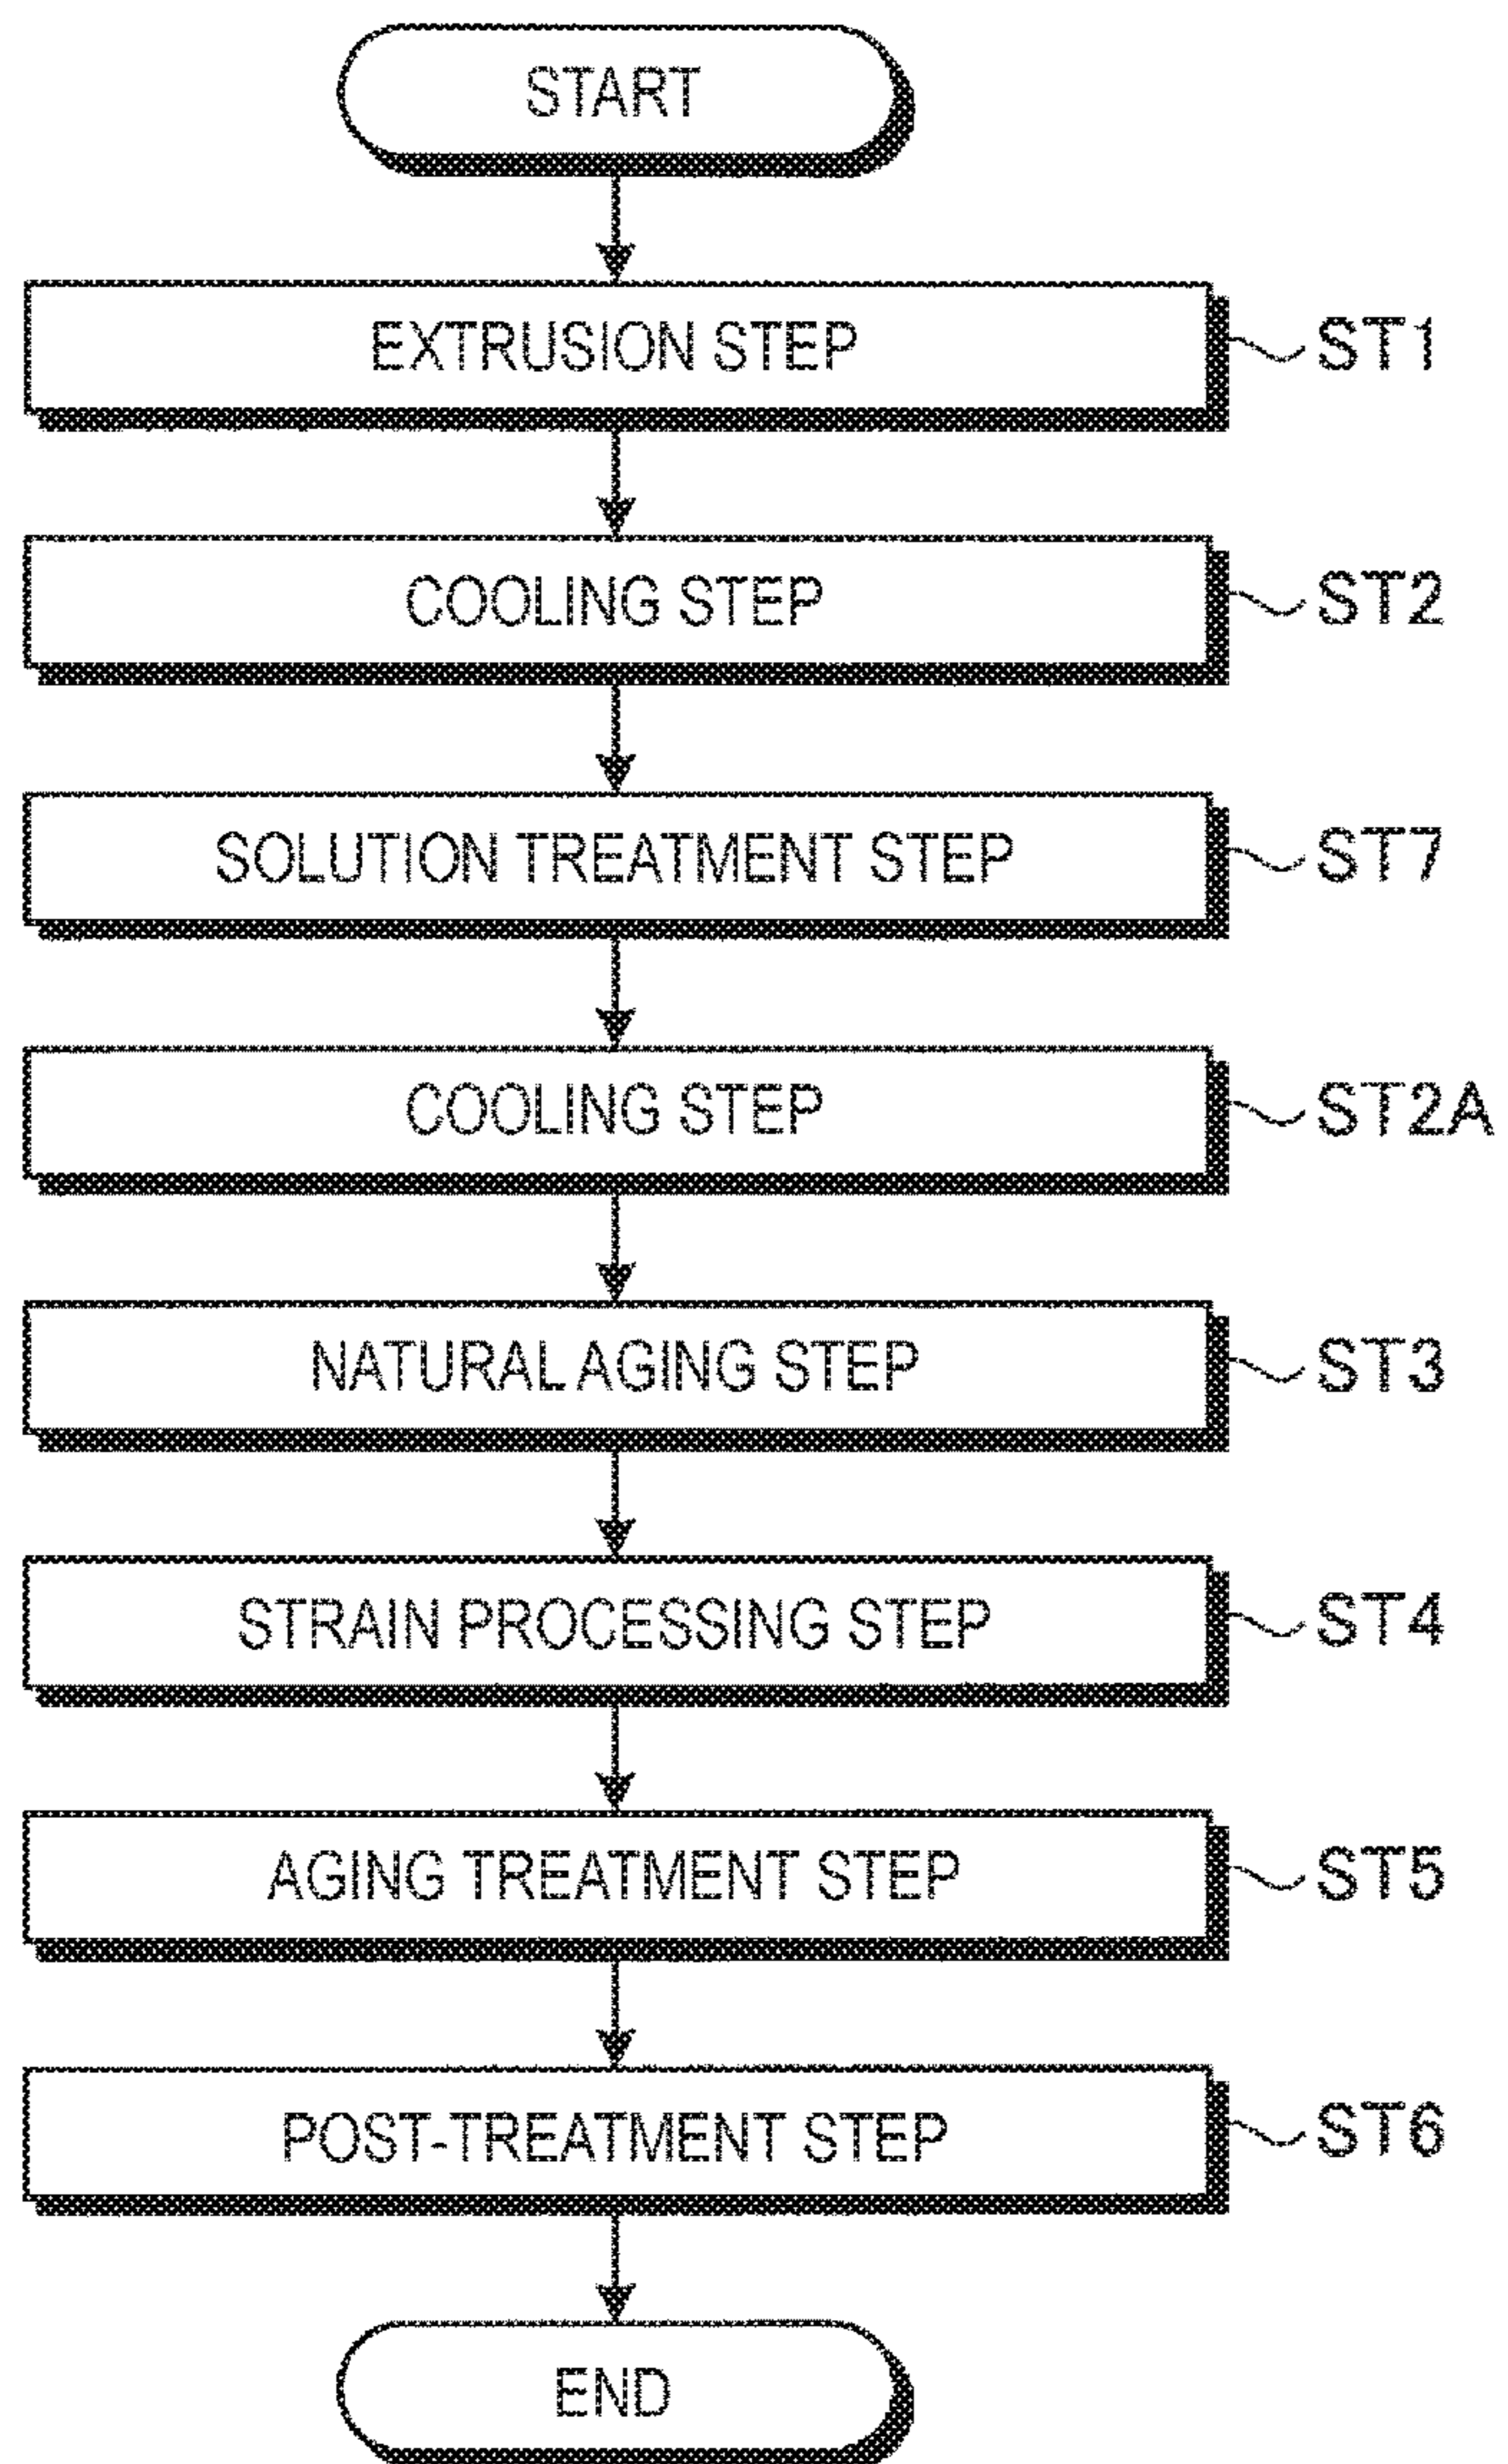 START
EXTRUSION STEP ST1
COOLING STEP ST2
SOLUTION TREATMENT STEP ST7
COOLING STEP ST2A
NATURAL AGING STEP ST3
STRAIN PROCESSING STEP ST4
AGING TREATMENT STEP ST5
POST-TREATMENT STEP ST6
END